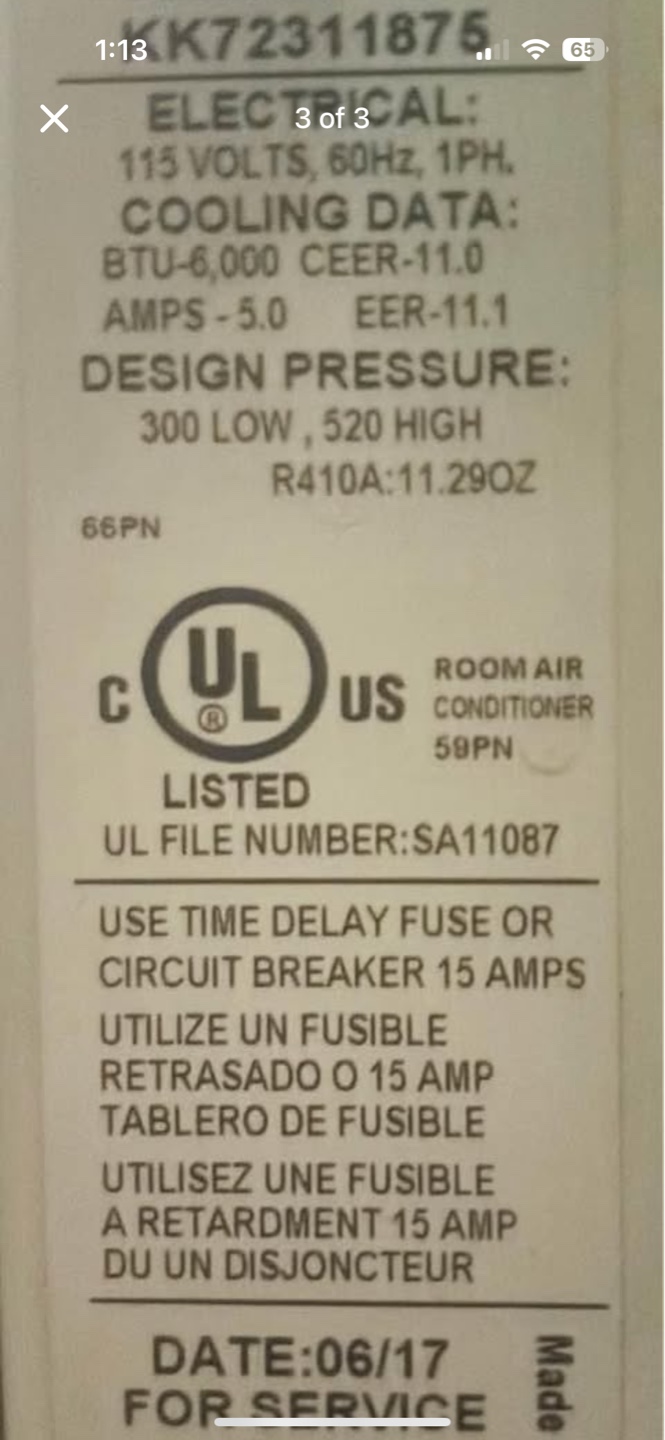 KK72311875
1:13
65
3 of 3
ELECTRICAL:
115 VOLTS, 60Hz, 1PH.
COOLING DATA:
BTU-6,000 CEER-11.0
AMPS - 5.0 EER-11.1
DESIGN PRESSURE:
300 LOW , 520 HIGH
R410A:11.29OZ
66PN
C UL ® US
LISTED
ROOM AIR
CONDITIONER
59PN
UL FILE NUMBER:SA11087
USE TIME DELAY FUSE OR
CIRCUIT BREAKER 15 AMPS
UTILIZE UN FUSIBLE
RETRASADO O 15 AMP
TABLERO DE FUSIBLE
UTILISEZ UNE FUSIBLE
A RETARDMENT 15 AMP
DU UN DISJONCTEUR
DATE:06/17
FOR SERVICE
Made